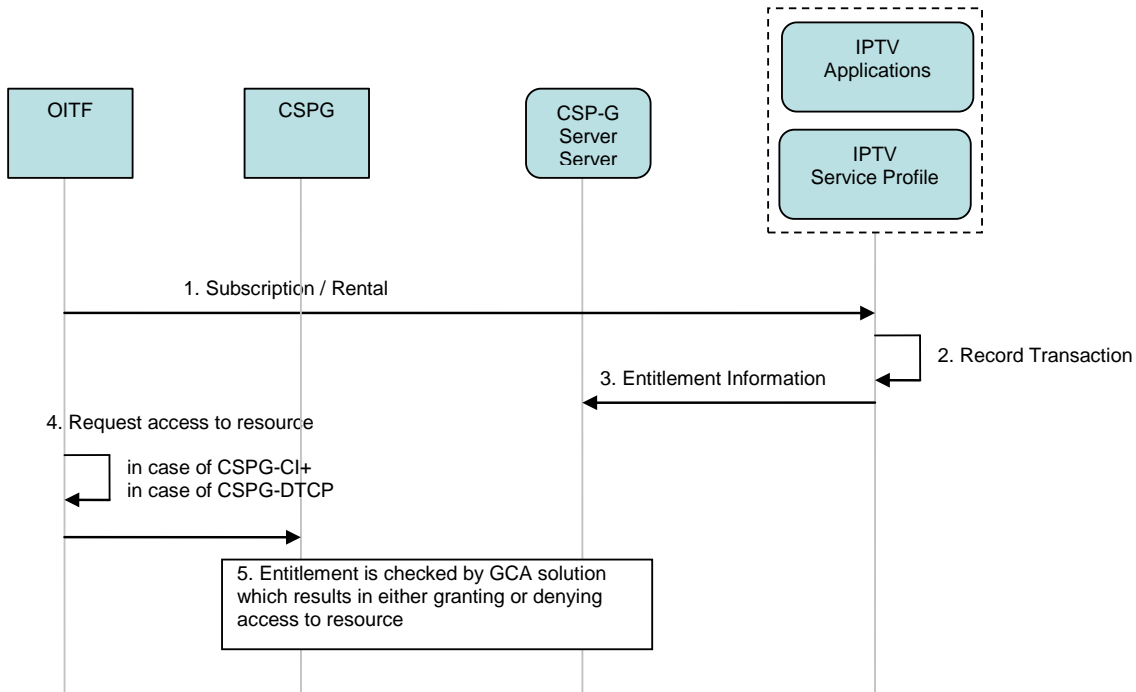 IPTV
Applications
OITF
CSPG
CSP-G
Server
Server
IPTV
Service Profile
1. Subscription / Rental
2. Record Transaction
3. Entitlement Information
4. Request access to resource
in case of CSPG-CI+
in case of CSPG-DTCP
5. Entitlement is checked by GCA solution
which results in either granting or denying
access to resource